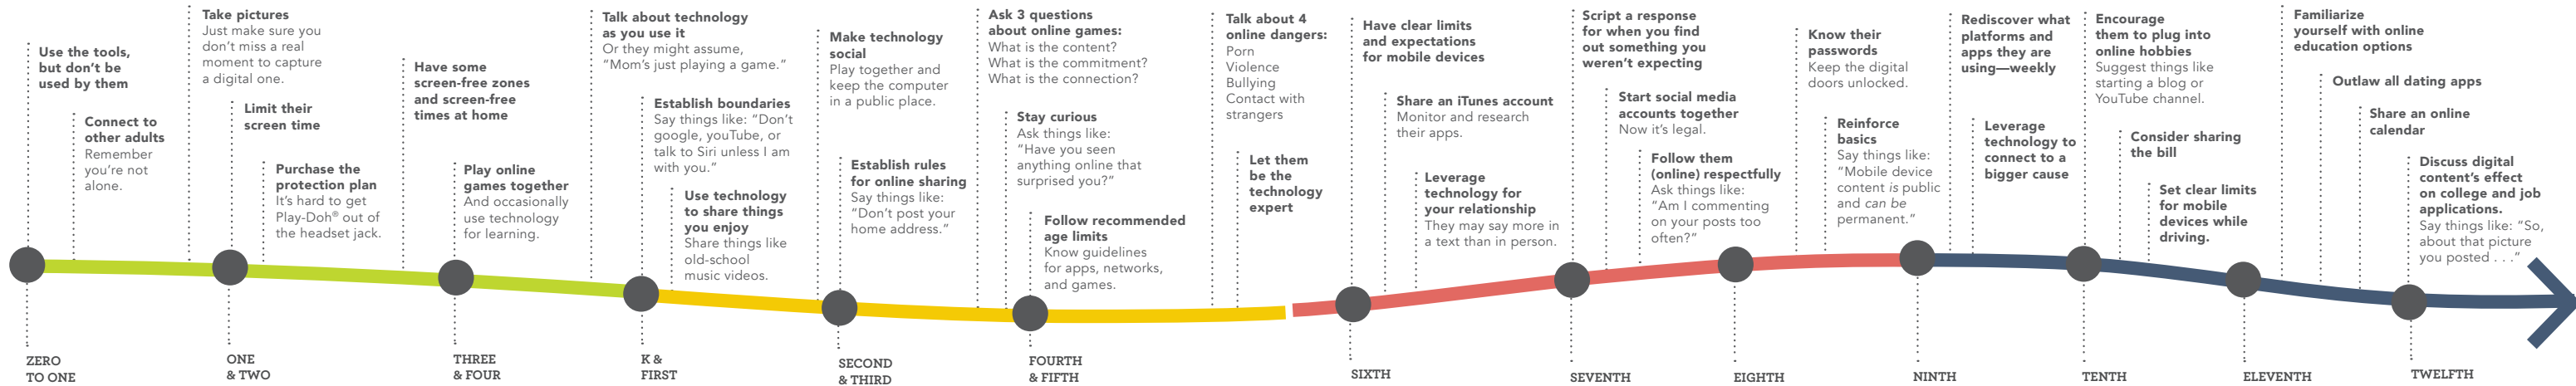 Use the tools,
but don’t be
used by them
Connect to
other adults
Remember
you’re not
alone.
Take pictures
Just make sure you
don’t miss a real
moment to capture
a digital one.
Limit their
screen time
Purchase the
protection plan
It’s hard to get
Play-Doh® out of
the headset jack.
Have some
screen-free zones
and screen-free
times at home
Play online
games together
And occasionally
use technology
for learning.
Talk about technology
as you use it
Or they might assume,
“Mom’s just playing a game.”
Establish boundaries
Say things like: “Don’t
google, youTube, or
talk to Siri unless I am
with you.”
Use technology
to share things
you enjoy
Share things like
old-school
music videos.
Make technology
social
Play together and
keep the computer
in a public place.
Establish rules
for online sharing
Say things like:
“Don’t post your
home address.”
Ask 3 questions
about online games:
What is the content?
What is the commitment?
What is the connection?
Stay curious
Ask things like:
“Have you seen
anything online that
surprised you?”
Follow recommended
age limits
Know guidelines
for apps, networks,
and games.
Talk about 4
online dangers:
Porn
Violence
Bullying
Contact with
strangers
Let them
be the
technology
expert
Have clear limits
and expectations
for mobile devices
Share an iTunes account
Monitor and research
their apps.
Leverage
technology for
your relationship
They may say more in
a text than in person.
Script a response
for when you find
out something you
weren’t expecting
Start social media
accounts together
Now it’s legal.
Follow them
(online) respectfully
Ask things like:
“Am I commenting
on your posts too
often?”
Know their
passwords
Keep the digital
doors unlocked.
Reinforce
basics
Say things like:
“Mobile device
content is public
and can be
permanent.”
Rediscover what
platforms and
apps they are
using—weekly
Leverage
technology to
connect to a
bigger cause
Encourage
them to plug into
online hobbies
Suggest things like
starting a blog or
YouTube channel.
Consider sharing
the bill
Set clear limits
for mobile
devices while
driving.
Familiarize
yourself with online
education options
Outlaw all dating apps
Share an online
calendar
Discuss digital
content’s effect
on college and job
applications.
Say things like: “So,
about that picture
you posted . . .”
ZERO
TO ONE
ONE
& TWO
THREE
& FOUR
K &
FIRST
SECOND
& THIRD
FOURTH
& FIFTH
SIXTH
SEVENTH
EIGHTH
NINTH
TENTH
ELEVENTH
TWELFTH